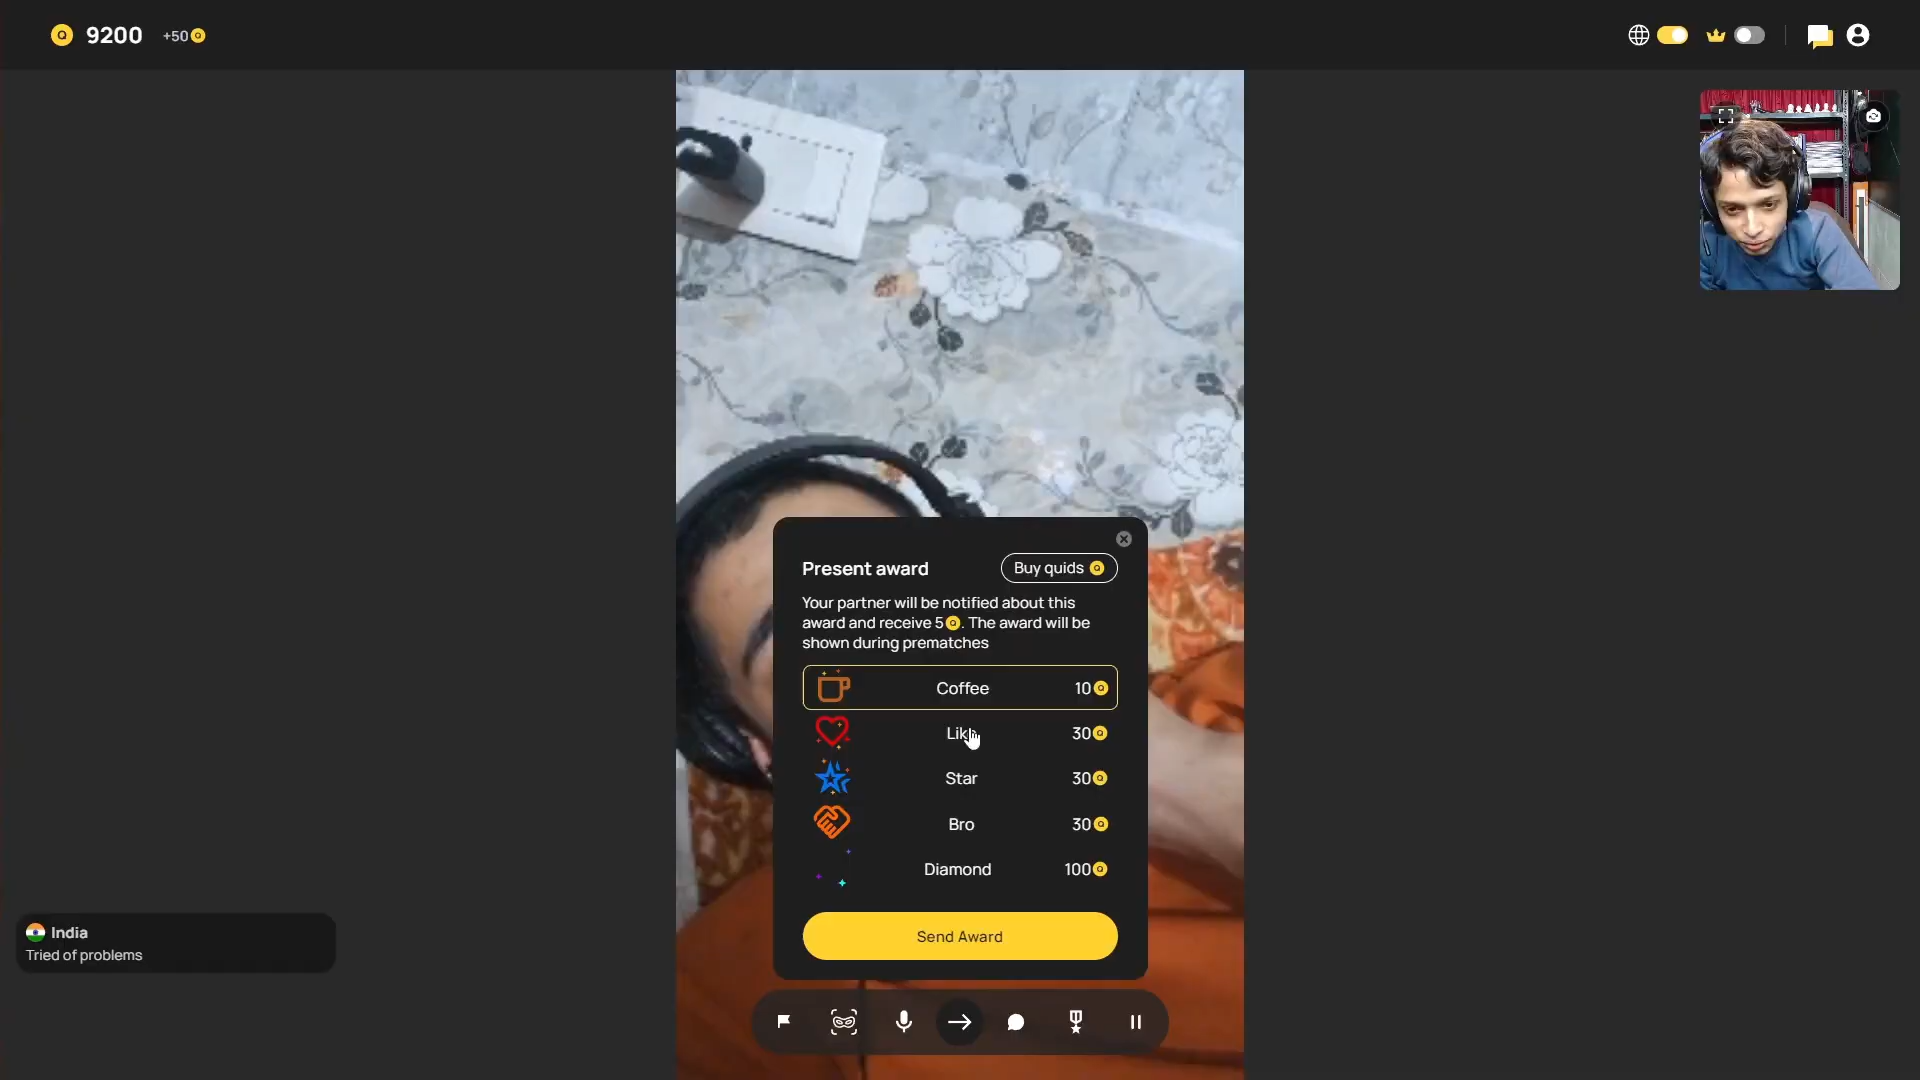 9200 +50
Present award
Buy quids
Your partner will be notified about this
award and receive 5. The award will be
shown during prematches
Coffee 10
Like 30
Star 30
Bro 30
Diamond 100
Send Award
India
Tried of problems